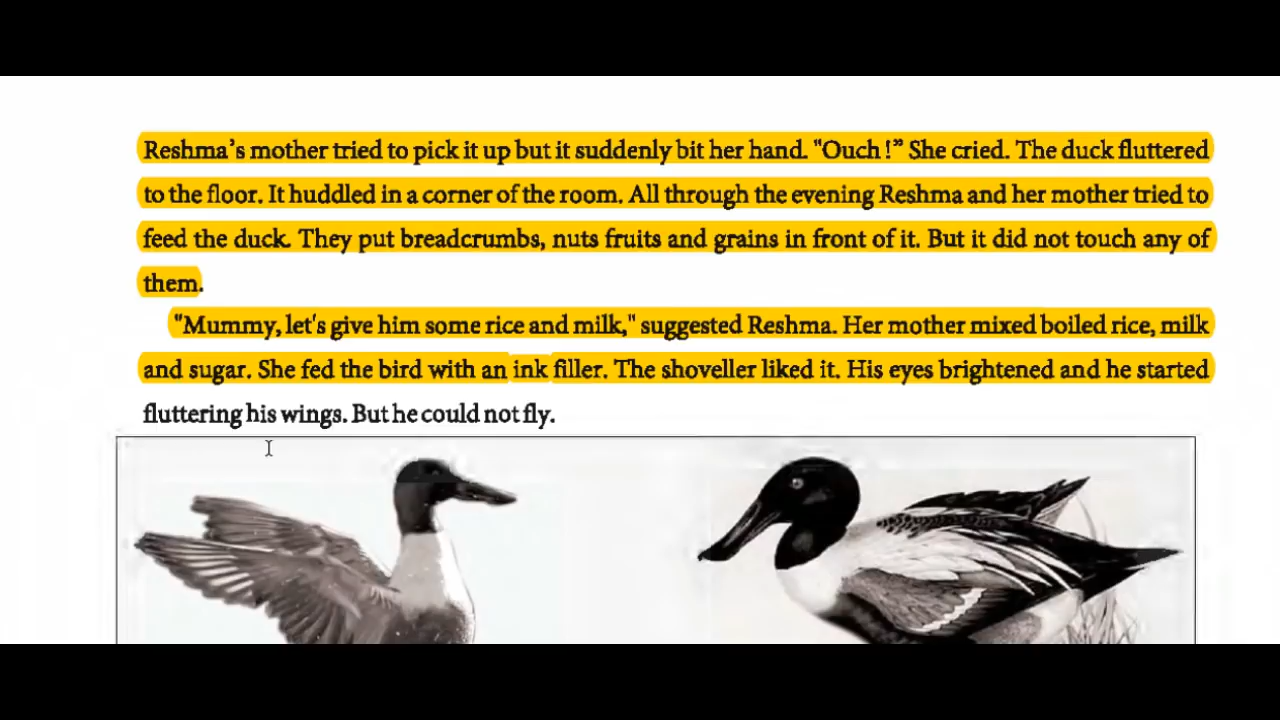 Reshma's mother tried to pick it up but it suddenly bit her hand. "Ouch !” She cried. The duck fluttered
to the floor. It huddled in a corner of the room. All through the evening Reshma and her mother tried to
feed the duck. They put breadcrumbs, nuts fruits and grains in front of it. But it did not touch any of
them.
"Mummy, let's give him some rice and milk," suggested Reshma. Her mother mixed boiled rice, milk
and sugar. She fed the bird with an ink filler. The shoveller liked it. His eyes brightened and he started
fluttering his wings. But he could not fly.